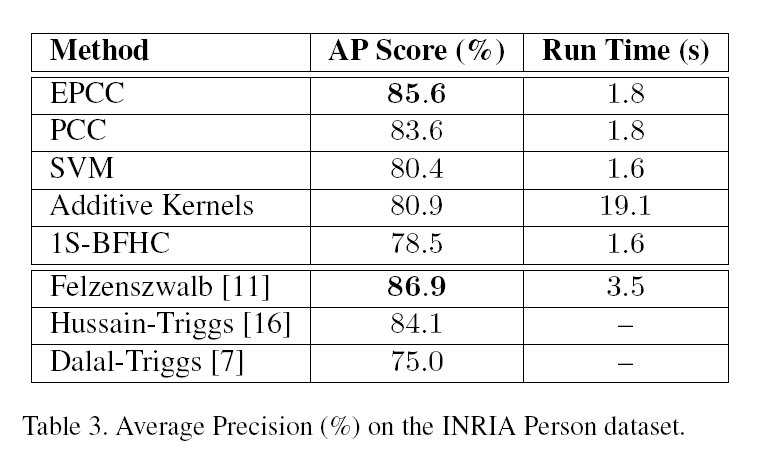 Method AP Score (%) Run Time (s)
EPCC 85.6 1.8
PCC 83.6 1.8
SVM 80.4 1.6
Additive Kernels 80.9 19.1
1S-BFHC 78.5 1.6
Felzenszwalb [11] 86.9 3.5
Hussain-Triggs [16] 84.1 –
Dalal-Triggs [7] 75.0 –
Table 3. Average Precision (%) on the INRIA Person dataset.